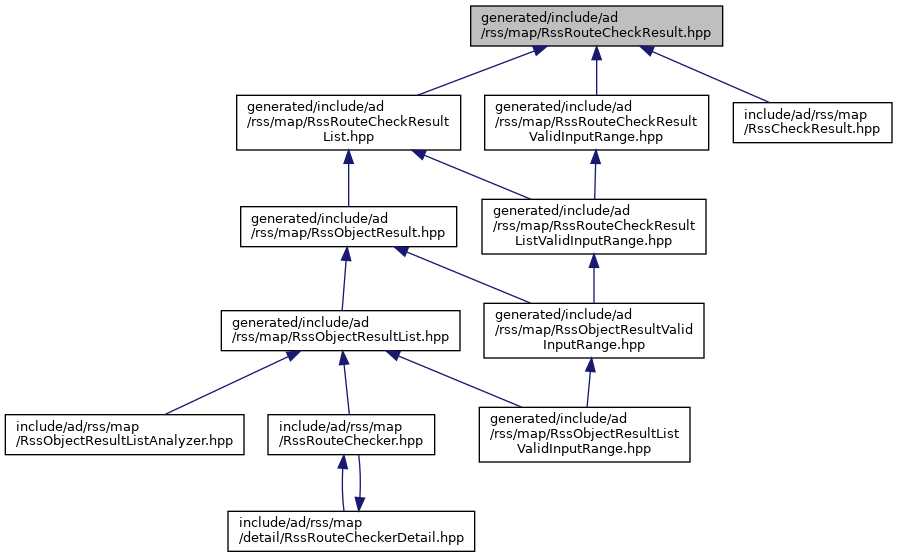 generated/include/ad
/rss/map/RssRouteCheckResult.hpp
generated/include/ad
/rss/map/RssRouteCheckResult
List.hpp
generated/include/ad
/rss/map/RssRouteCheckResult
ValidInputRange.hpp
include/ad/rss/map
/RssCheckResult.hpp
generated/include/ad
/rss/map/RssObjectResult.hpp
generated/include/ad
/rss/map/RssRouteCheckResult
ListValidInputRange.hpp
generated/include/ad
/rss/map/RssObjectResultList.hpp
generated/include/ad
/rss/map/RssObjectResultValid
InputRange.hpp
include/ad/rss/map
/RssObjectResultListAnalyzer.hpp
include/ad/rss/map
/RssRouteChecker.hpp
generated/include/ad
/rss/map/RssObjectResultList
ValidInputRange.hpp
include/ad/rss/map
/detail/RssRouteCheckerDetail.hpp